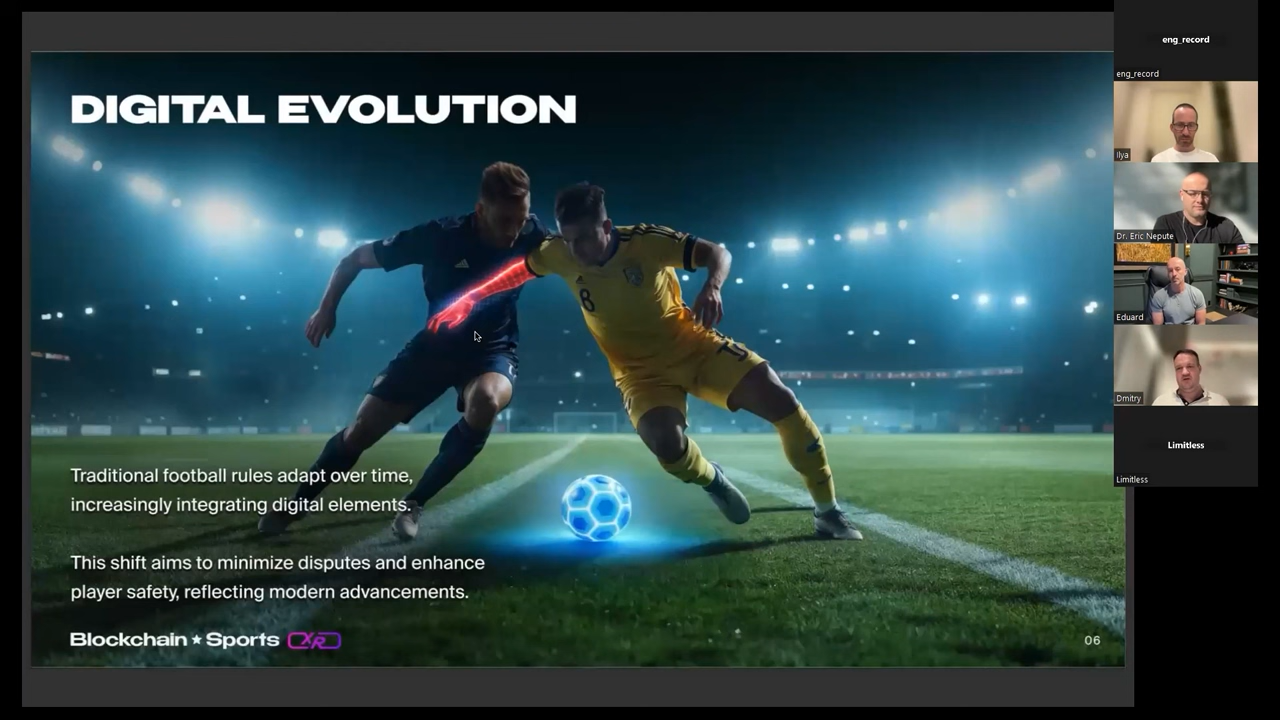 DIGITAL EVOLUTION
8
Traditional football rules adapt over time,
increasingly integrating digital elements.
This shift aims to minimize disputes and enhance
player safety, reflecting modern advancements.
Blockchain ★ Sports XR
06
eng_record
eng_record
Ilya
Dr. Eric Nepute
Eduard
Dmitry
Limitless
Limitless